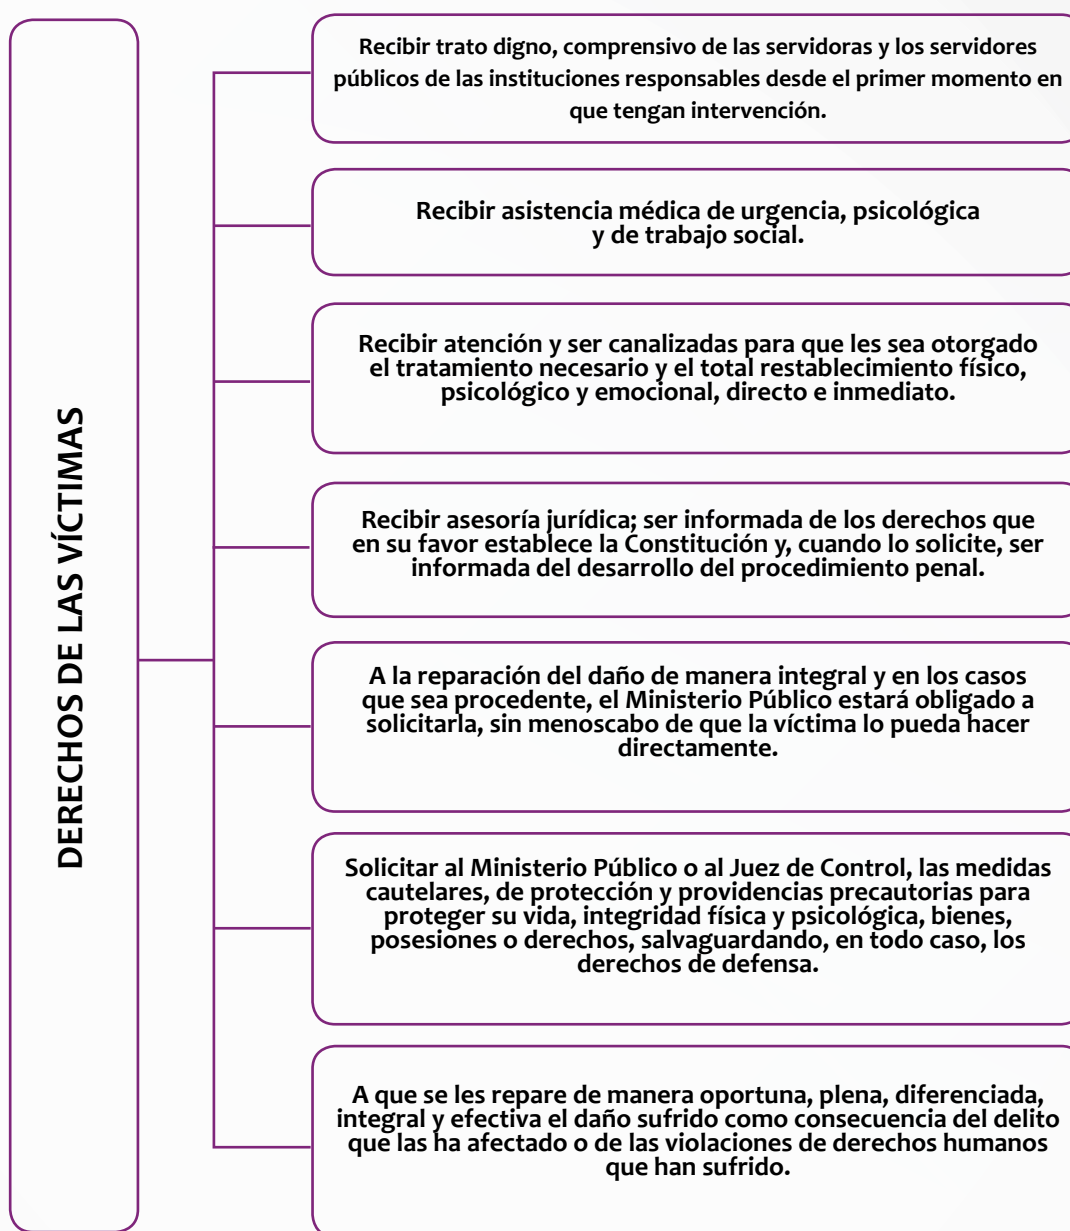 DERECHOS DE LAS VÍCTIMAS
Recibir trato digno, comprensivo de las servidoras y los servidores
públicos de las instituciones responsables desde el primer momento en
que tengan intervención.
Recibir asistencia médica de urgencia, psicológica
y de trabajo social.
Recibir atención y ser canalizadas para que les sea otorgado
el tratamiento necesario y el total restablecimiento físico,
psicológico y emocional, directo e inmediato.
Recibir asesoría jurídica; ser informada de los derechos que
en su favor establece la Constitución y, cuando lo solicite, ser
informada del desarrollo del procedimiento penal.
A la reparación del daño de manera integral y en los casos
que sea procedente, el Ministerio Público estará obligado a
solicitarla, sin menoscabo de que la víctima lo pueda hacer
directamente.
Solicitar al Ministerio Público o al Juez de Control, las medidas
cautelares, de protección y providencias precautorias para
proteger su vida, integridad física y psicológica, bienes,
posesiones o derechos, salvaguardando, en todo caso, los
derechos de defensa.
A que se les repare de manera oportuna, plena, diferenciada,
integral y efectiva el daño sufrido como consecuencia del delito
que las ha afectado o de las violaciones de derechos humanos
que han sufrido.